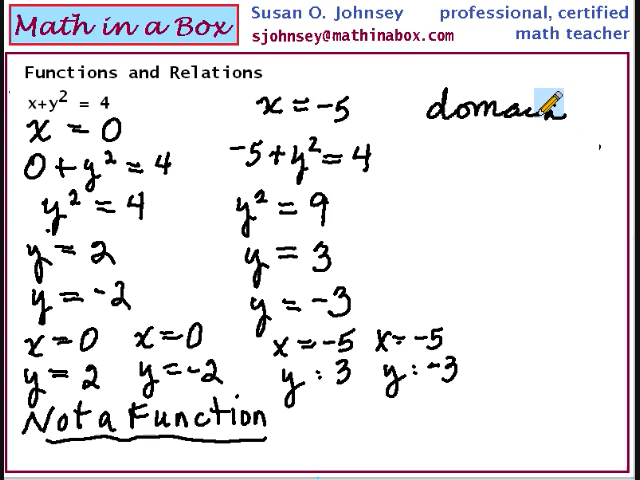 Math in a Box
Susan O. Johnsey professional, certified
sjohnsey@mathinabox.com math teacher
Functions and Relations
x+y² = 4
x = 0
0 + y² = 4
y² = 4
y = 2
y = -2
x = 0 x = 0
y = 2 y = -2
Not a Function
x = -5
-5 + y² = 4
y² = 9
y = 3
y = -3
x = -5 x = -5
y : 3 y : -3
domain